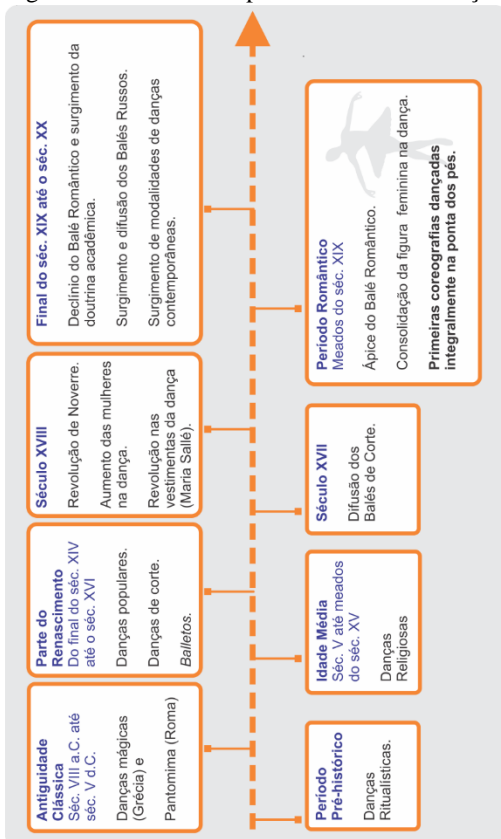 Antiguidade
Clássica
Séc. VIII a.C. até
séc. V d.C.
Danças mágicas
(Grécia) e
Pantomima (Roma)
Parte do
Renascimento
Do final do séc. XIV
até o séc. XVI
Danças populares.
Danças de corte.
Balletos.
Século XVIII
Revolução de Noverre.
Aumento das mulheres
na dança.
Revolução nas
vestimentas da dança
(Maria Sallé).
Final do séc. XIX até o séc. XX
Declínio do Balé Romântico e surgimento da
doutrina acadêmica.
Surgimento e difusão dos Balés Russos.
Surgimento de modalidades de danças
contemporâneas.
Período
Pré-histórico
Danças
Ritualísticas.
Idade Média
Séc. V até meados
do séc. XV
Danças
Religiosas
Século XVII
Difusão dos
Balés de Corte.
Período Romântico
Meados do séc. XIX
Ápice do Balé Romântico.
Consolidação da figura feminina na dança.
Primeiras coreografias dançadas
integralmente na ponta dos pés.